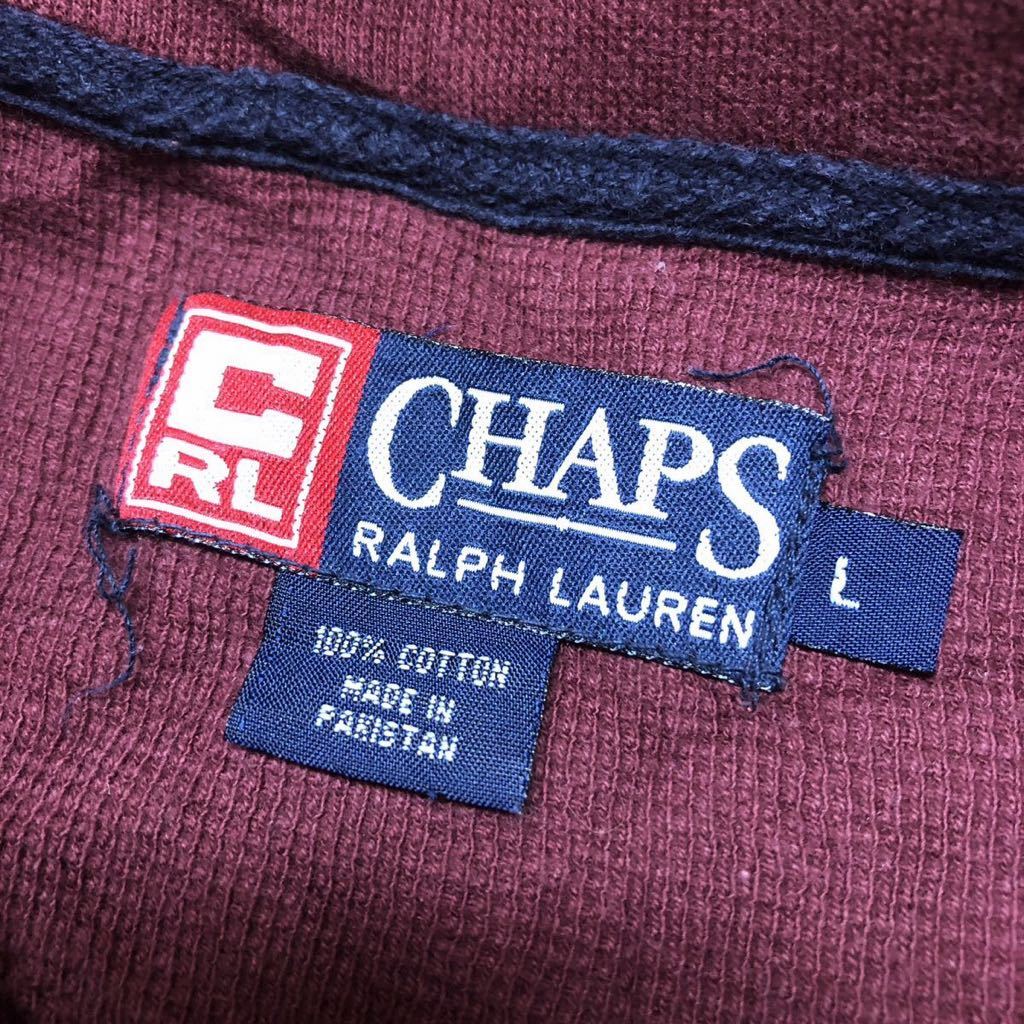 C
RL
CHAPS
RALPH LAUREN
L
100% COTTON
MADE IN
PAKISTAN